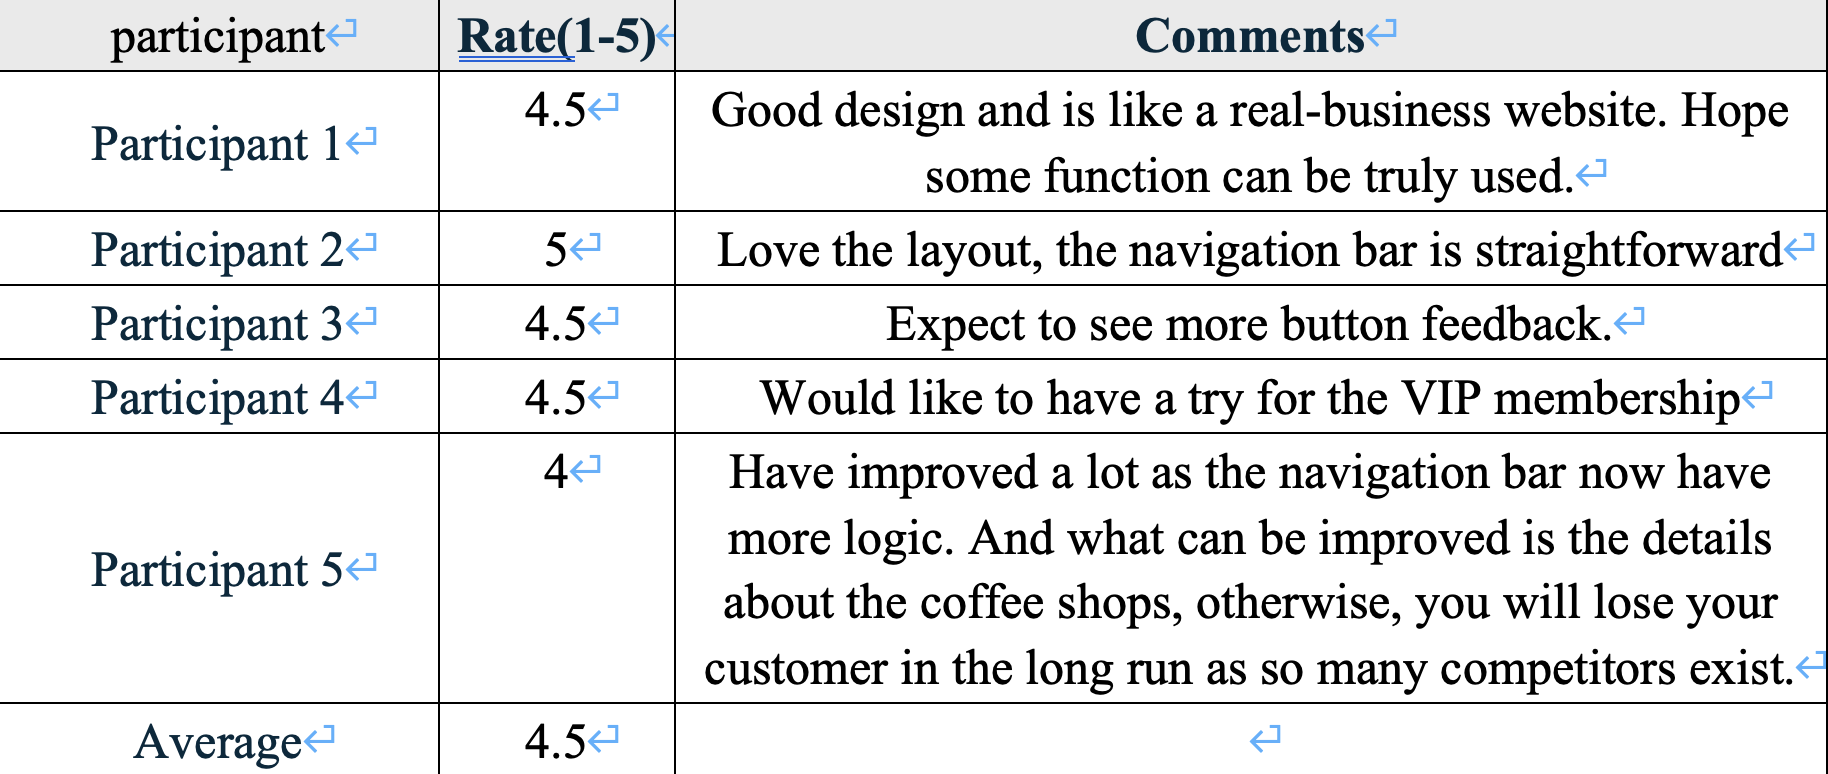 participant Rate(1-5) Comments
Participant 1 4.5 Good design and is like a real-business website. Hope
some function can be truly used.
Participant 2 5 Love the layout, the navigation bar is straightforward
Participant 3 4.5 Expect to see more button feedback.
Participant 4 4.5 Would like to have a try for the VIP membership
Participant 5 4 Have improved a lot as the navigation bar now have
more logic. And what can be improved is the details
about the coffee shops, otherwise, you will lose your
customer in the long run as so many competitors exist.
Average 4.5